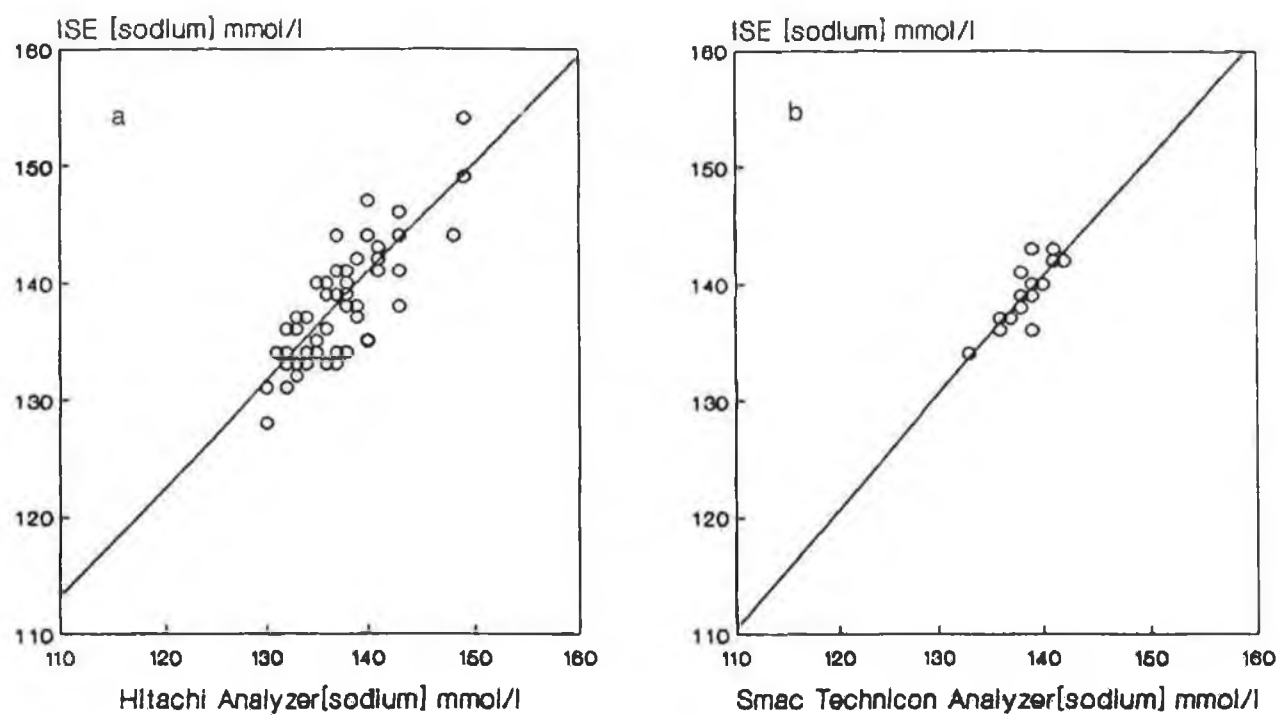 ISE [sodium] mmol/l
160
a
150
140
130
120
110
110 120 130 140 150 160
Hitachi Analyzer[sodium] mmol/l
ISE [sodium] mmol/l
160
b
150
140
130
120
110
110 120 130 140 150 160
Smac Technicon Analyzer[sodium] mmol/l